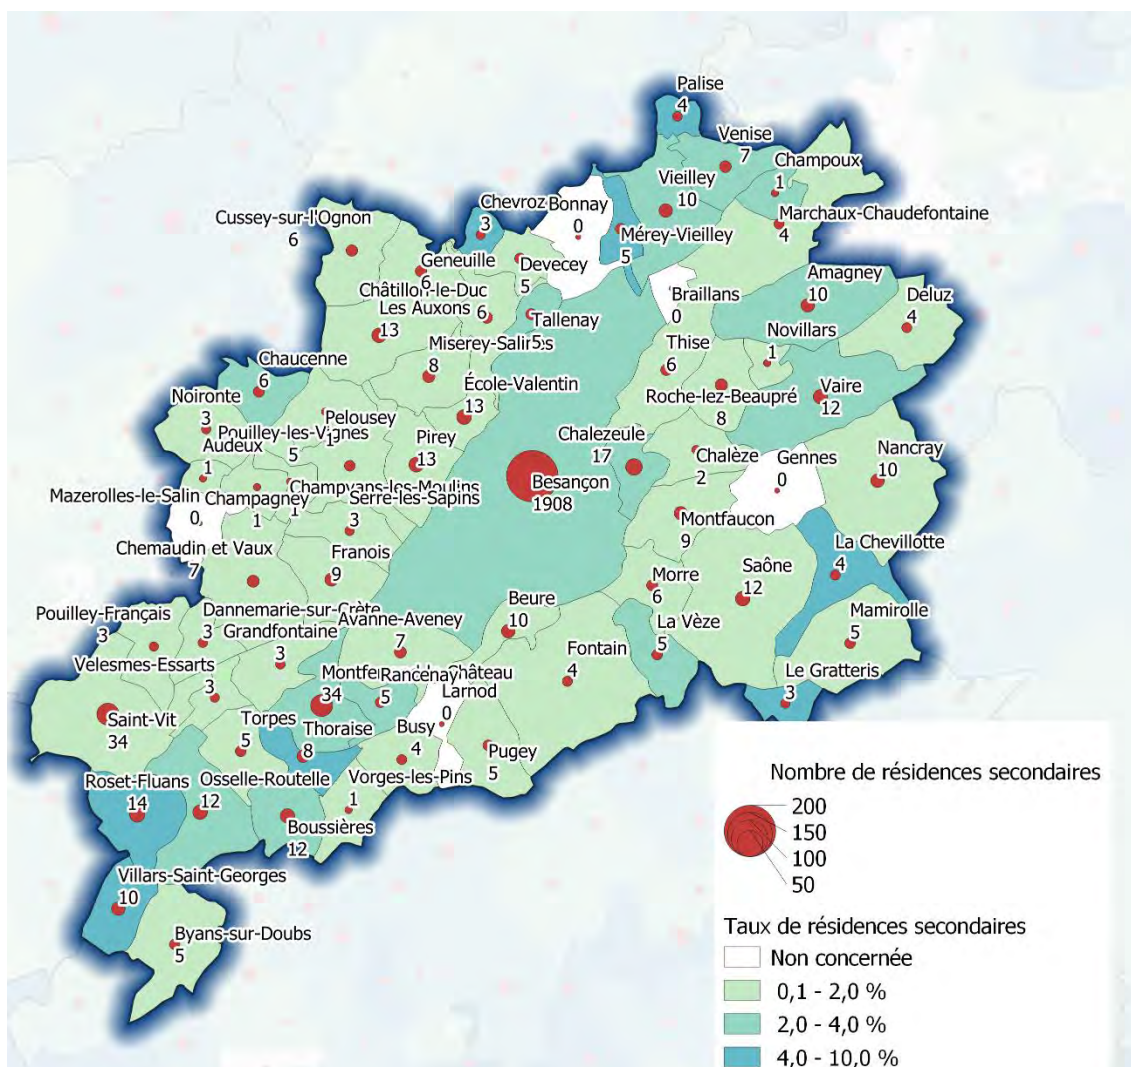 Palise
4
Venise
7
Champoux
1
Vieilley
10
Chevroz
3
Bonnay
0
Marchaux-Chaudefontaine
4
Cussey-sur-l'Ognon
6
Mérey-Vieilley
5
Geneuille
6
Devecey
5
Amagney
10
Châtillon-le-Duc
6
Braillans
0
Deluz
4
Les Auxons
13
Tallenay
5
Novillars
1
Miserey-Salines
8
Thise
6
Chaucenne
6
École-Valentin
13
Vaire
12
Noironte
3
Roche-lez-Beaupré
8
Pelousey
1
Pouilley-les-Vignes
5
Pirey
13
Chalezeule
17
Audeux
1
Chalèze
2
Gennes
0
Nancray
10
Besançon
1908
Mazerolles-le-Salin
0
Champagney
1
Champvans-les-Moulins
1
Serre-les-Sapins
3
Montfaucon
9
La Chevillotte
4
Chemaudin et Vaux
7
Franois
9
Morre
6
Saône
12
Beure
10
Mamirolle
5
Pouilley-Français
3
Dannemarie-sur-Crète
3
Grandfontaine
3
Avanne-Aveney
7
La Vèze
5
Fontain
4
Velesmes-Essarts
3
Rancenay
5
Château
34
Larnod
0
Le Gratteris
3
Saint-Vit
34
Torpes
5
Thoraise
8
Busy
4
Pugey
5
Roset-Fluans
14
Osselle-Routelle
12
Vorges-les-Pins
1
Boussières
12
Villars-Saint-Georges
10
Byans-sur-Doubs
5
Nombre de résidences secondaires
200
150
100
50
Taux de résidences secondaires
Non concernée
0,1 - 2,0 %
2,0 - 4,0 %
4,0 - 10,0 %